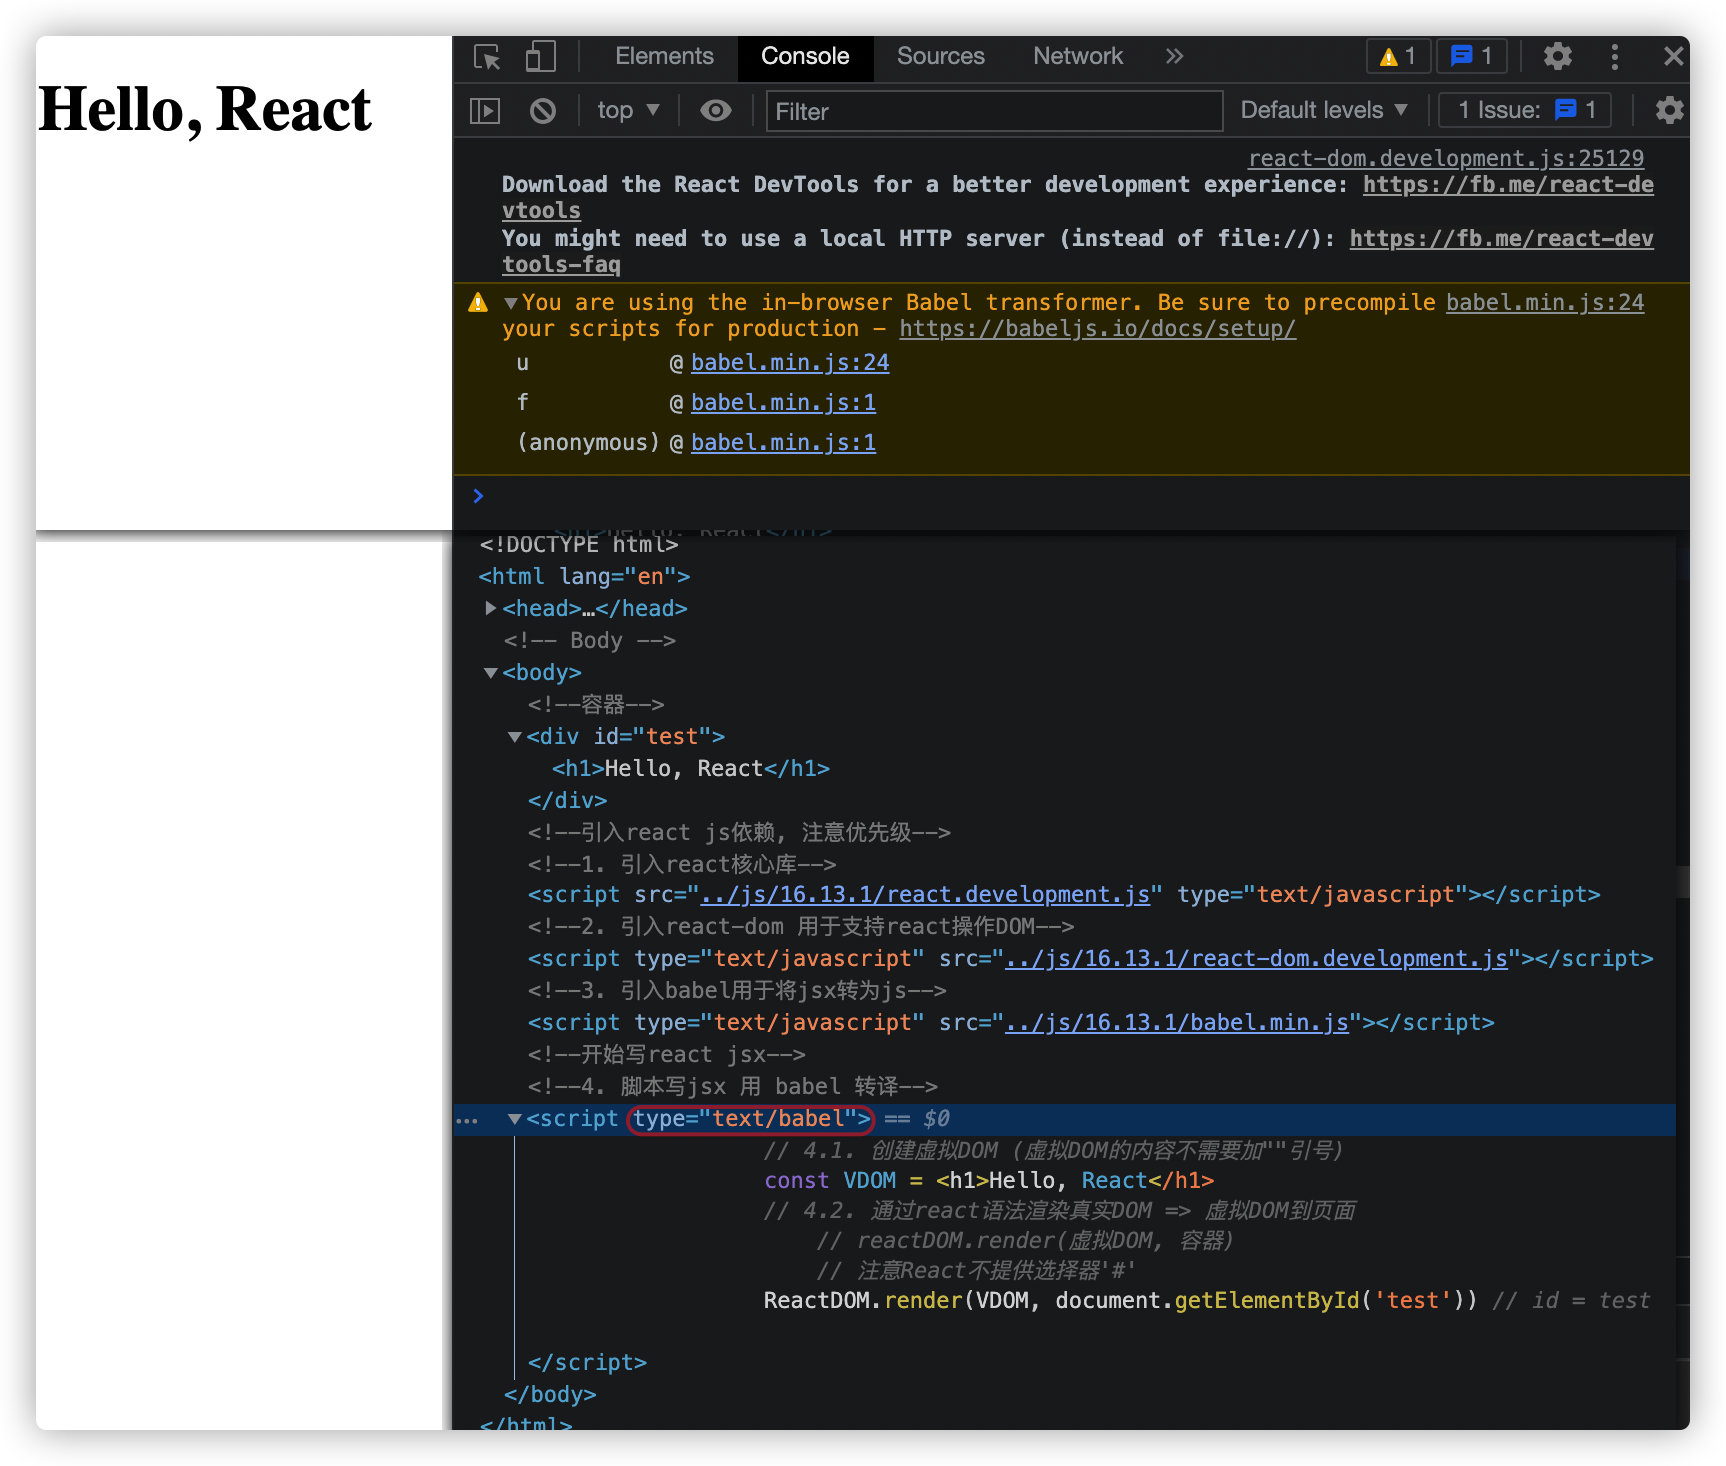 Hello, React
Elements Console Sources Network » 1 1
top ▼ Filter Default levels ▼ 1 Issue: 1
react-dom.development.js:25129
Download the React DevTools for a better development experience: https://fb.me/react-de
vtools
You might need to use a local HTTP server (instead of file://): https://fb.me/react-dev
tools-faq
▼You are using the in-browser Babel transformer. Be sure to precompile babel.min.js:24
your scripts for production – https://babeljs.io/docs/setup/
u @ babel.min.js:24
f @ babel.min.js:1
(anonymous) @ babel.min.js:1
>
<h1>Hello, React</h1>
<!DOCTYPE html>
<html lang="en">
▶<head>…</head>
<!-- Body -->
▼<body>
<!--容器-->
▼<div id="test">
<h1>Hello, React</h1>
</div>
<!--引入react js依赖, 注意优先级-->
<!--1. 引入react核心库-->
<script src="../js/16.13.1/react.development.js" type="text/javascript"></script>
<!--2. 引入react-dom 用于支持react操作DOM-->
<script type="text/javascript" src="../js/16.13.1/react-dom.development.js"></script>
<!--3. 引入babel用于将jsx转为js-->
<script type="text/javascript" src="../js/16.13.1/babel.min.js"></script>
<!--开始写react jsx-->
<!--4. 脚本写jsx 用 babel 转译-->
… ▼<script type="text/babel"> == $0
// 4.1. 创建虚拟DOM (虚拟DOM的内容不需要加""引号)
const VDOM = <h1>Hello, React</h1>
// 4.2. 通过react语法渲染真实DOM => 虚拟DOM到页面
// reactDOM.render(虚拟DOM, 容器)
// 注意React不提供选择器'#'
ReactDOM.render(VDOM, document.getElementById('test')) // id = test
</script>
</body>
</html>